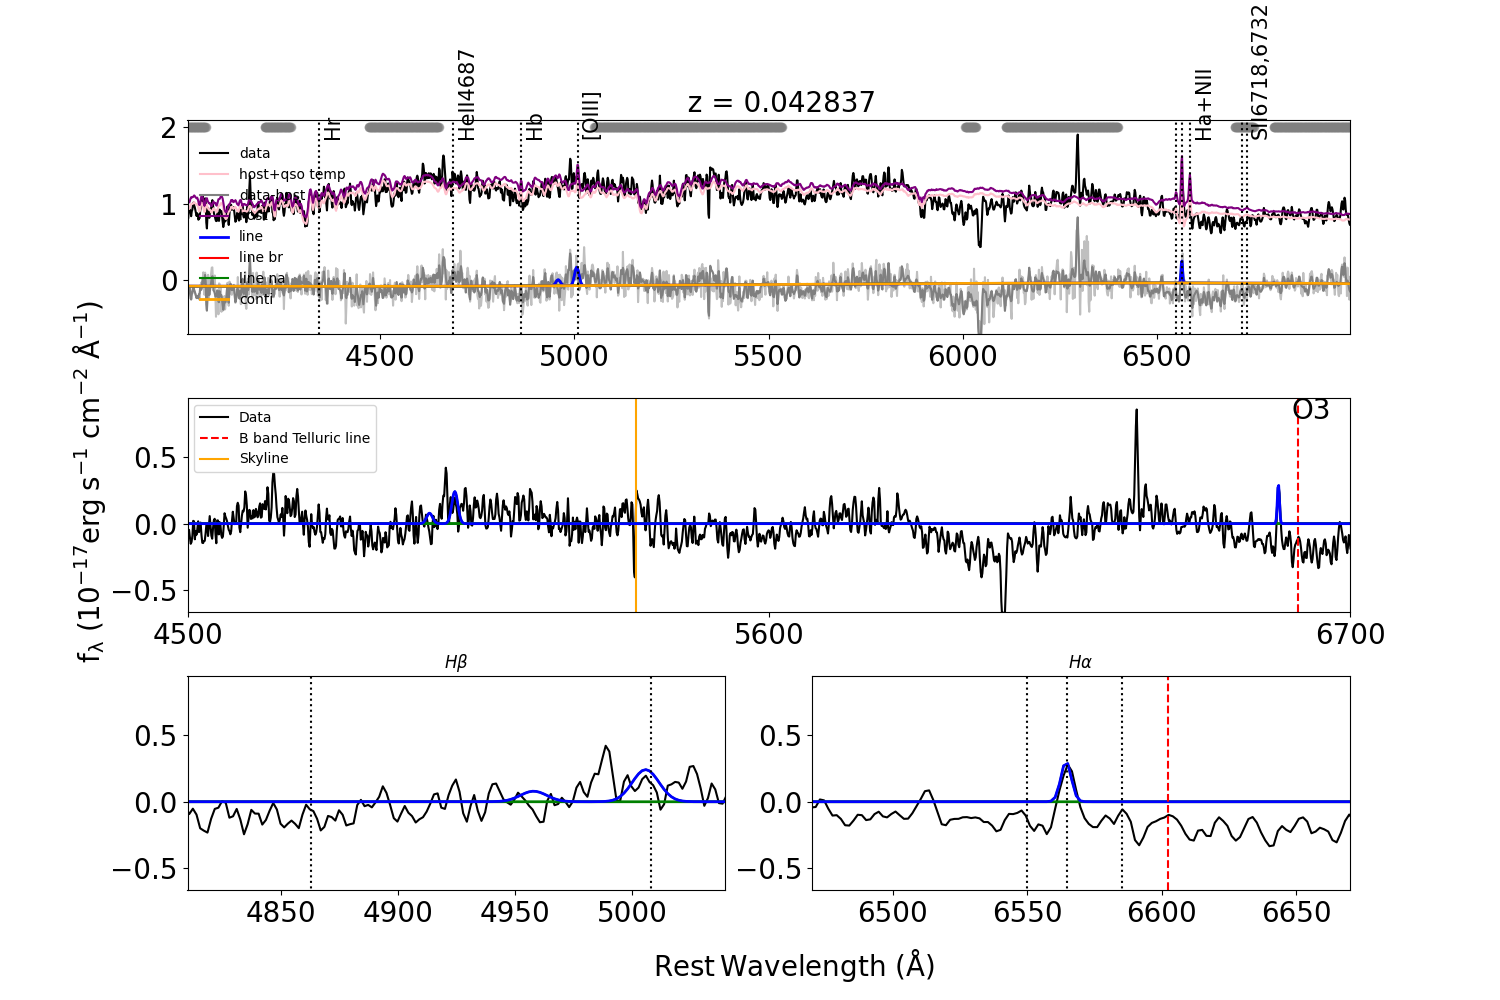 Hr
HeII4687
Hb
[OIII]
Ha+NII
SII6718,6732
z = 0.042837
2
1
0
data
host+qso temp
data-host
host
line
line br
line na
conti
4500 5000 5500 6000 6500
f_λ (10^{-17} erg s^{-1} cm^{-2} Å^{-1})
Data
B band Telluric line
Skyline
O3
0.5
0.0
−0.5
4500 5600 6700
Hβ
0.5
0.0
−0.5
4850 4900 4950 5000
Hα
0.5
0.0
−0.5
6500 6550 6600 6650
Rest Wavelength (Å)